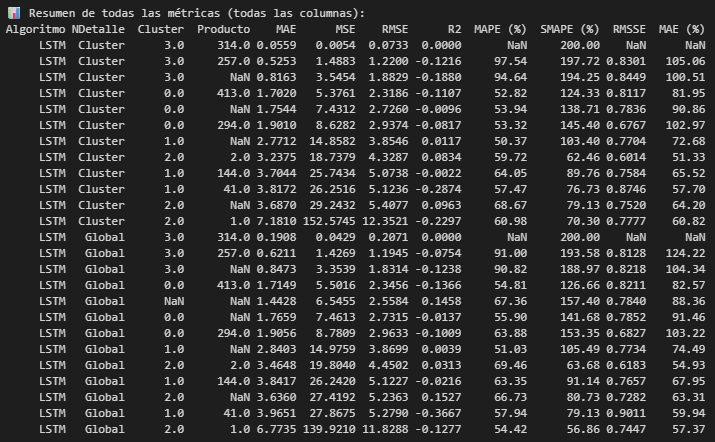 📊 Resumen de todas las métricas (todas las columnas):
Algoritmo NDetalle Cluster Producto MAE MSE RMSE R2 MAPE (%) SMAPE (%) RMSSE MAE (%)
LSTM Cluster 3.0 314.0 0.0559 0.0054 0.0733 0.0000 NaN 200.00 NaN NaN
LSTM Cluster 3.0 257.0 0.5253 1.4883 1.2200 -0.1216 97.54 197.72 0.8301 105.06
LSTM Cluster 3.0 NaN 0.8163 3.5454 1.8829 -0.1880 94.64 194.25 0.8449 100.51
LSTM Cluster 0.0 413.0 1.7020 5.3761 2.3186 -0.1107 52.82 124.33 0.8117 81.95
LSTM Cluster 0.0 NaN 1.7544 7.4312 2.7260 -0.0096 53.94 138.71 0.7836 90.86
LSTM Cluster 0.0 294.0 1.9010 8.6282 2.9374 -0.0817 53.32 145.40 0.6767 102.97
LSTM Cluster 1.0 NaN 2.7712 14.8582 3.8546 0.0117 50.37 103.40 0.7704 72.68
LSTM Cluster 2.0 2.0 3.2375 18.7379 4.3287 0.0834 59.72 62.46 0.6014 51.33
LSTM Cluster 1.0 144.0 3.7044 25.7434 5.0738 -0.0022 64.05 89.76 0.7584 65.52
LSTM Cluster 1.0 41.0 3.8172 26.2516 5.1236 -0.2874 57.47 76.73 0.8746 57.70
LSTM Cluster 2.0 NaN 3.6870 29.2432 5.4077 0.0963 68.67 79.13 0.7520 64.20
LSTM Cluster 2.0 1.0 7.1810 152.5745 12.3521 -0.2297 60.98 70.30 0.7777 60.82
LSTM Global 3.0 314.0 0.1908 0.0429 0.2071 0.0000 NaN 200.00 NaN NaN
LSTM Global 3.0 257.0 0.6211 1.4269 1.1945 -0.0754 91.00 193.58 0.8128 124.22
LSTM Global 3.0 NaN 0.8473 3.3539 1.8314 -0.1238 90.82 188.97 0.8218 104.34
LSTM Global 0.0 413.0 1.7149 5.5016 2.3456 -0.1366 54.81 126.66 0.8211 82.57
LSTM Global NaN NaN 1.4428 6.5455 2.5584 0.1458 67.36 157.40 0.7840 88.36
LSTM Global 0.0 NaN 1.7659 7.4613 2.7315 -0.0137 55.90 141.68 0.7852 91.46
LSTM Global 0.0 294.0 1.9056 8.7809 2.9633 -0.1009 63.88 153.35 0.6827 103.22
LSTM Global 1.0 NaN 2.8403 14.9759 3.8699 0.0039 51.03 105.49 0.7734 74.49
LSTM Global 2.0 2.0 3.4648 19.8040 4.4502 0.0313 69.46 63.68 0.6183 54.93
LSTM Global 1.0 144.0 3.8417 26.2420 5.1227 -0.0216 63.35 91.14 0.7657 67.95
LSTM Global 2.0 NaN 3.6360 27.4192 5.2363 0.1527 66.73 80.73 0.7282 63.31
LSTM Global 1.0 41.0 3.9651 27.8675 5.2790 -0.3667 57.94 79.13 0.9011 59.94
LSTM Global 2.0 1.0 6.7735 139.9210 11.8288 -0.1277 54.42 56.86 0.7447 57.37